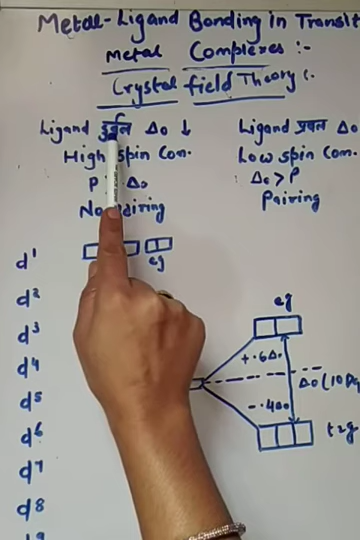 Metal-Ligand Bonding in Transit
Metal Complexes :-
Crystal field Theory :-
Ligand दुर्बल Δo ↓
High spin Com.
P Δo
No pairing
eg
Ligand प्रबल Δo
Low spin Com.
Δo > P
Pairing
d¹
d²
d³
d⁴
d⁵
d⁶
d⁷
d⁸
eg
+.6Δo
Δo (10Dq
-.4Δo
t2g